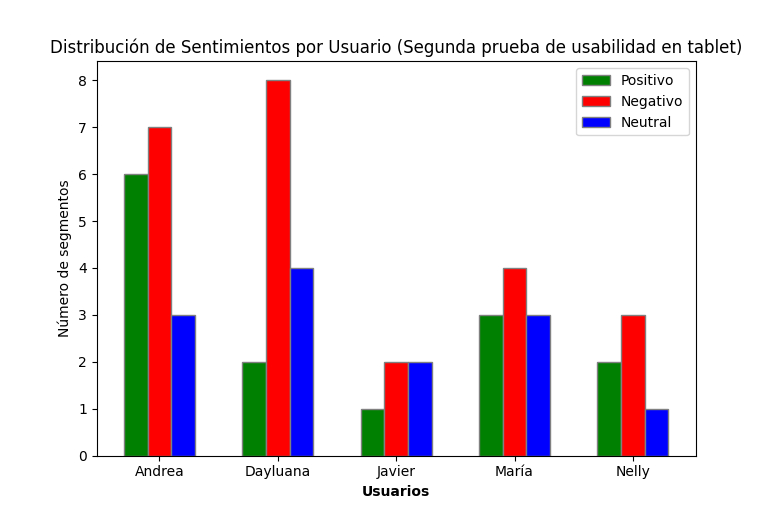 Distribución de Sentimientos por Usuario (Segunda prueba de usabilidad en tablet)
Positivo
Negativo
Neutral
8
7
6
5
4
3
2
1
0
Número de segmentos
Andrea Dayluana Javier María Nelly
Usuarios